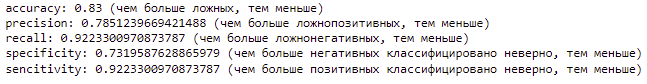 accuracy: 0.83 (чем больше ложных, тем меньше)
precision: 0.7851239669421488 (чем больше ложнопозитивных, тем меньше)
recall: 0.9223300970873787 (чем больше ложнонегативных, тем меньше)
specificity: 0.7319587628865979 (чем больше негативных классифицировано неверно, тем меньше)
sencitivity: 0.9223300970873787 (чем больше позитивных классифицировано неверно, тем меньше)